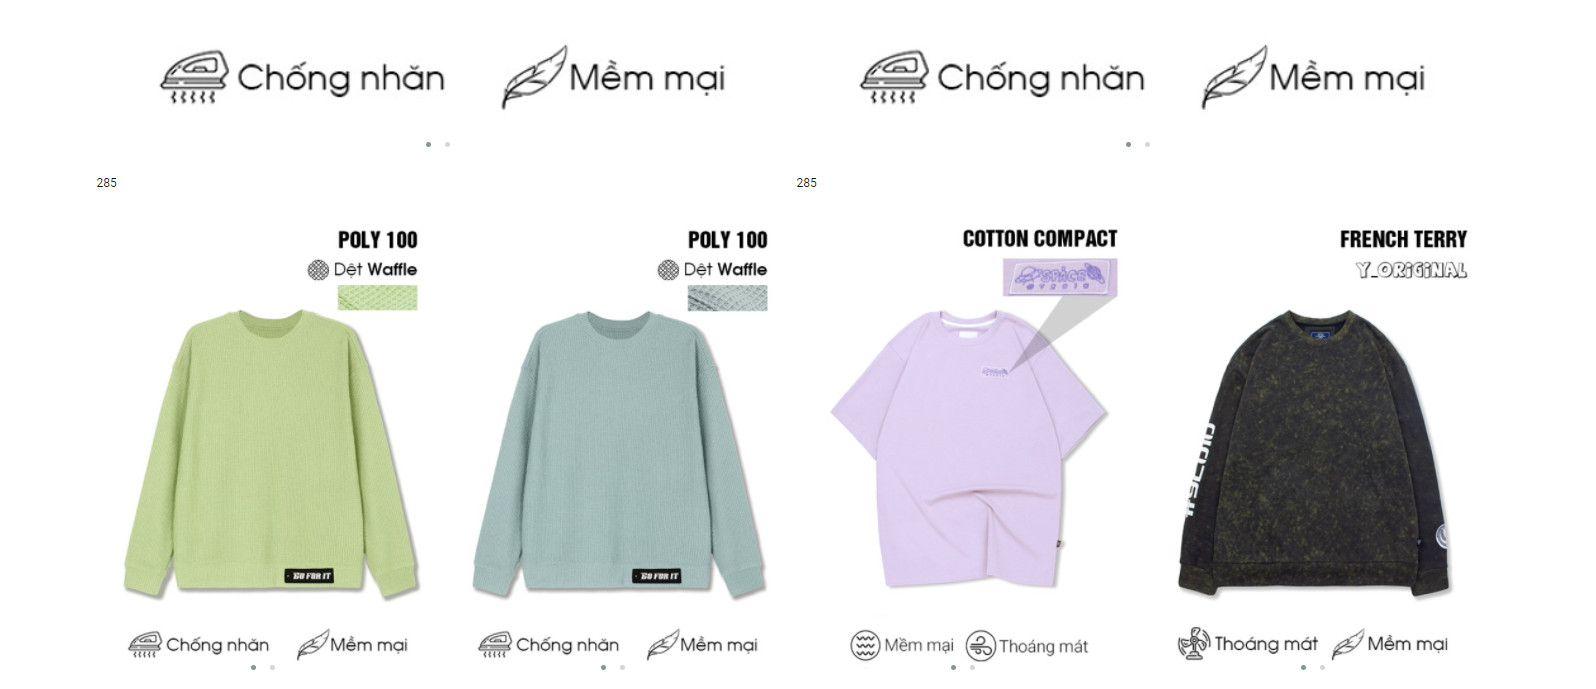 Chống nhăn
Mềm mại
Chống nhăn
Mềm mại
285
285
POLY 100
Dệt Waffle
GO FOR IT
Chống nhăn
Mềm mại
POLY 100
Dệt Waffle
GO FOR IT
Chống nhăn
Mềm mại
COTTON COMPACT
SPACE
Mềm mại
Thoáng mát
FRENCH TERRY
Y_ORIGINAL
Thoáng mát
Mềm mại